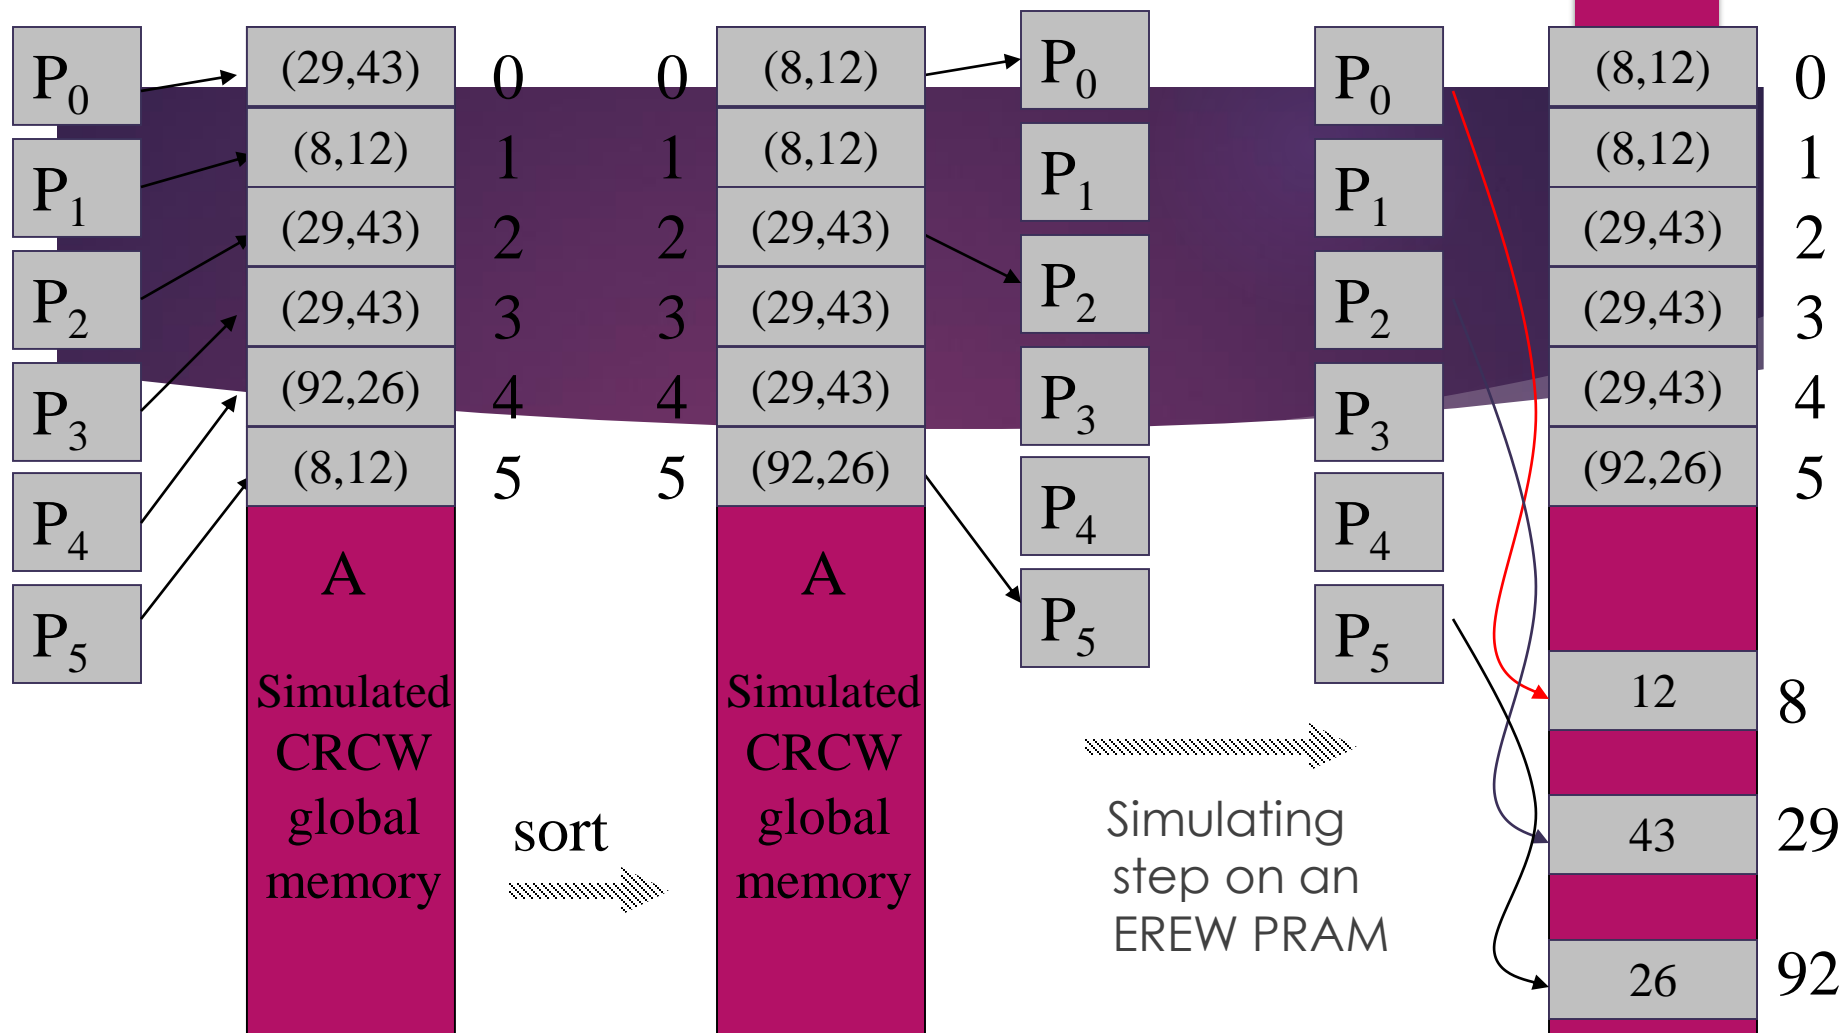 P0
P1
P2
P3
P4
P5
(29,43) 0
(8,12) 1
(29,43) 2
(29,43) 3
(92,26) 4
(8,12) 5
A
Simulated
CRCW
global
memory
sort
0 (8,12)
1 (8,12)
2 (29,43)
3 (29,43)
4 (29,43)
5 (92,26)
A
Simulated
CRCW
global
memory
P0
P1
P2
P3
P4
P5
Simulating
step on an
EREW PRAM
P0
P1
P2
P3
P4
P5
(8,12) 0
(8,12) 1
(29,43) 2
(29,43) 3
(29,43) 4
(92,26) 5
12 8
43 29
26 92